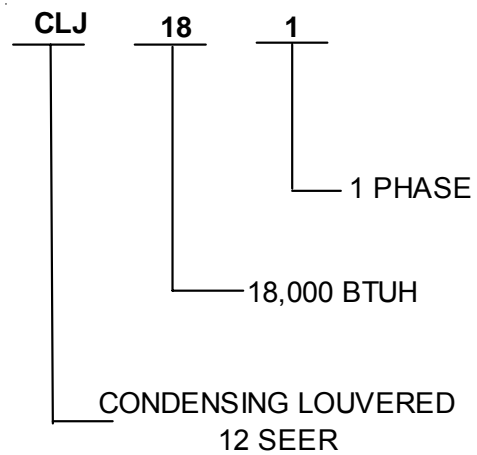 CLJ 18 1
1 PHASE
18,000 BTUH
CONDENSING LOUVERED
12 SEER